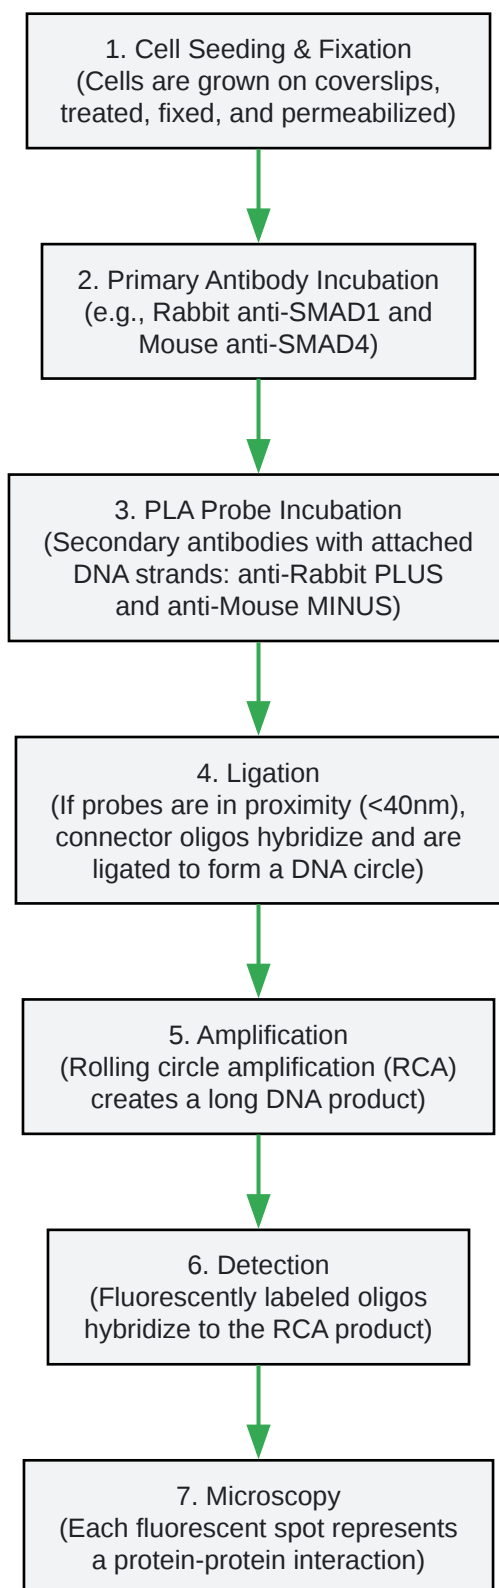 1. Cell Seeding & Fixation
(Cells are grown on coverslips,
treated, fixed, and permeabilized)
2. Primary Antibody Incubation
(e.g., Rabbit anti-SMAD1 and
Mouse anti-SMAD4)
3. PLA Probe Incubation
(Secondary antibodies with attached
DNA strands: anti-Rabbit PLUS
and anti-Mouse MINUS)
4. Ligation
(If probes are in proximity (<40nm),
connector oligos hybridize and are
ligated to form a DNA circle)
5. Amplification
(Rolling circle amplification (RCA)
creates a long DNA product)
6. Detection
(Fluorescently labeled oligos
hybridize to the RCA product)
7. Microscopy
(Each fluorescent spot represents
a protein-protein interaction)